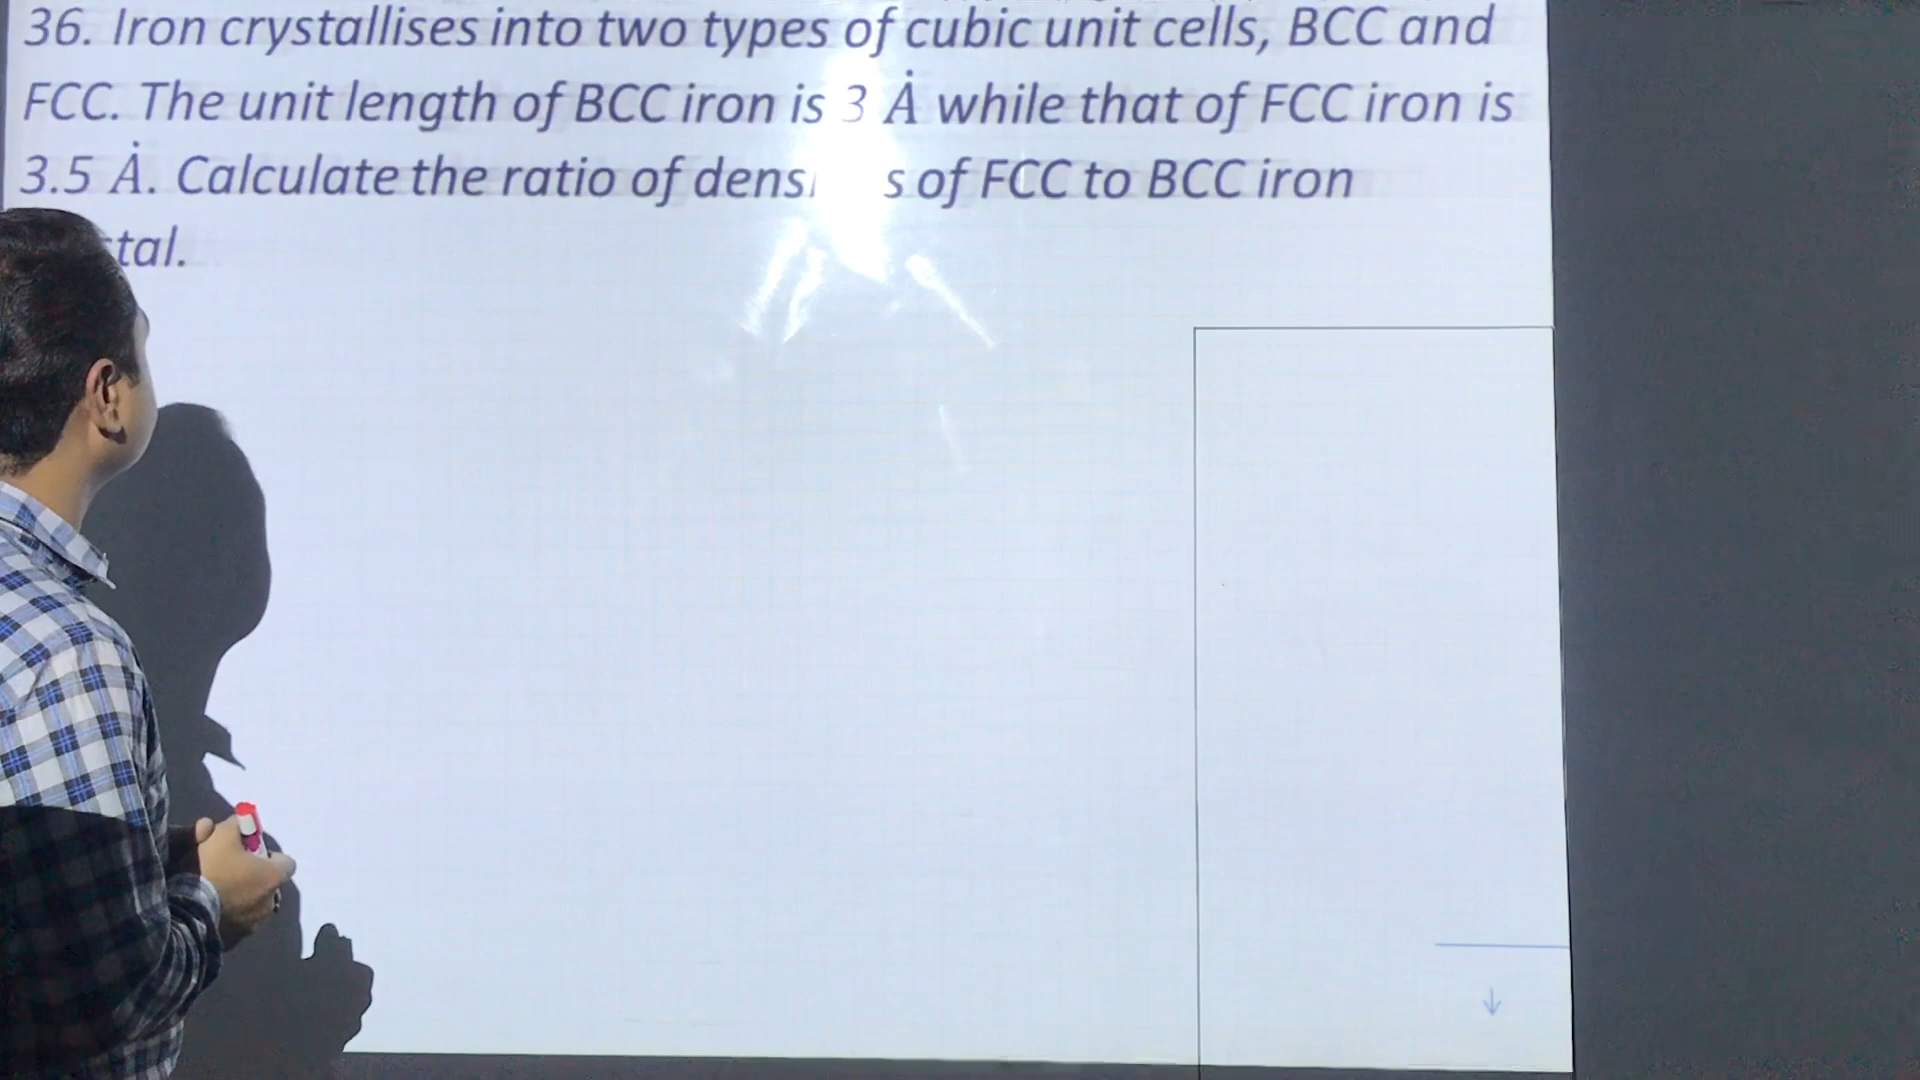 36. Iron crystallises into two types of cubic unit cells, BCC and
FCC. The unit length of BCC iron is 3 Ȧ while that of FCC iron is
3.5 Ȧ. Calculate the ratio of of FCC to BCC iron